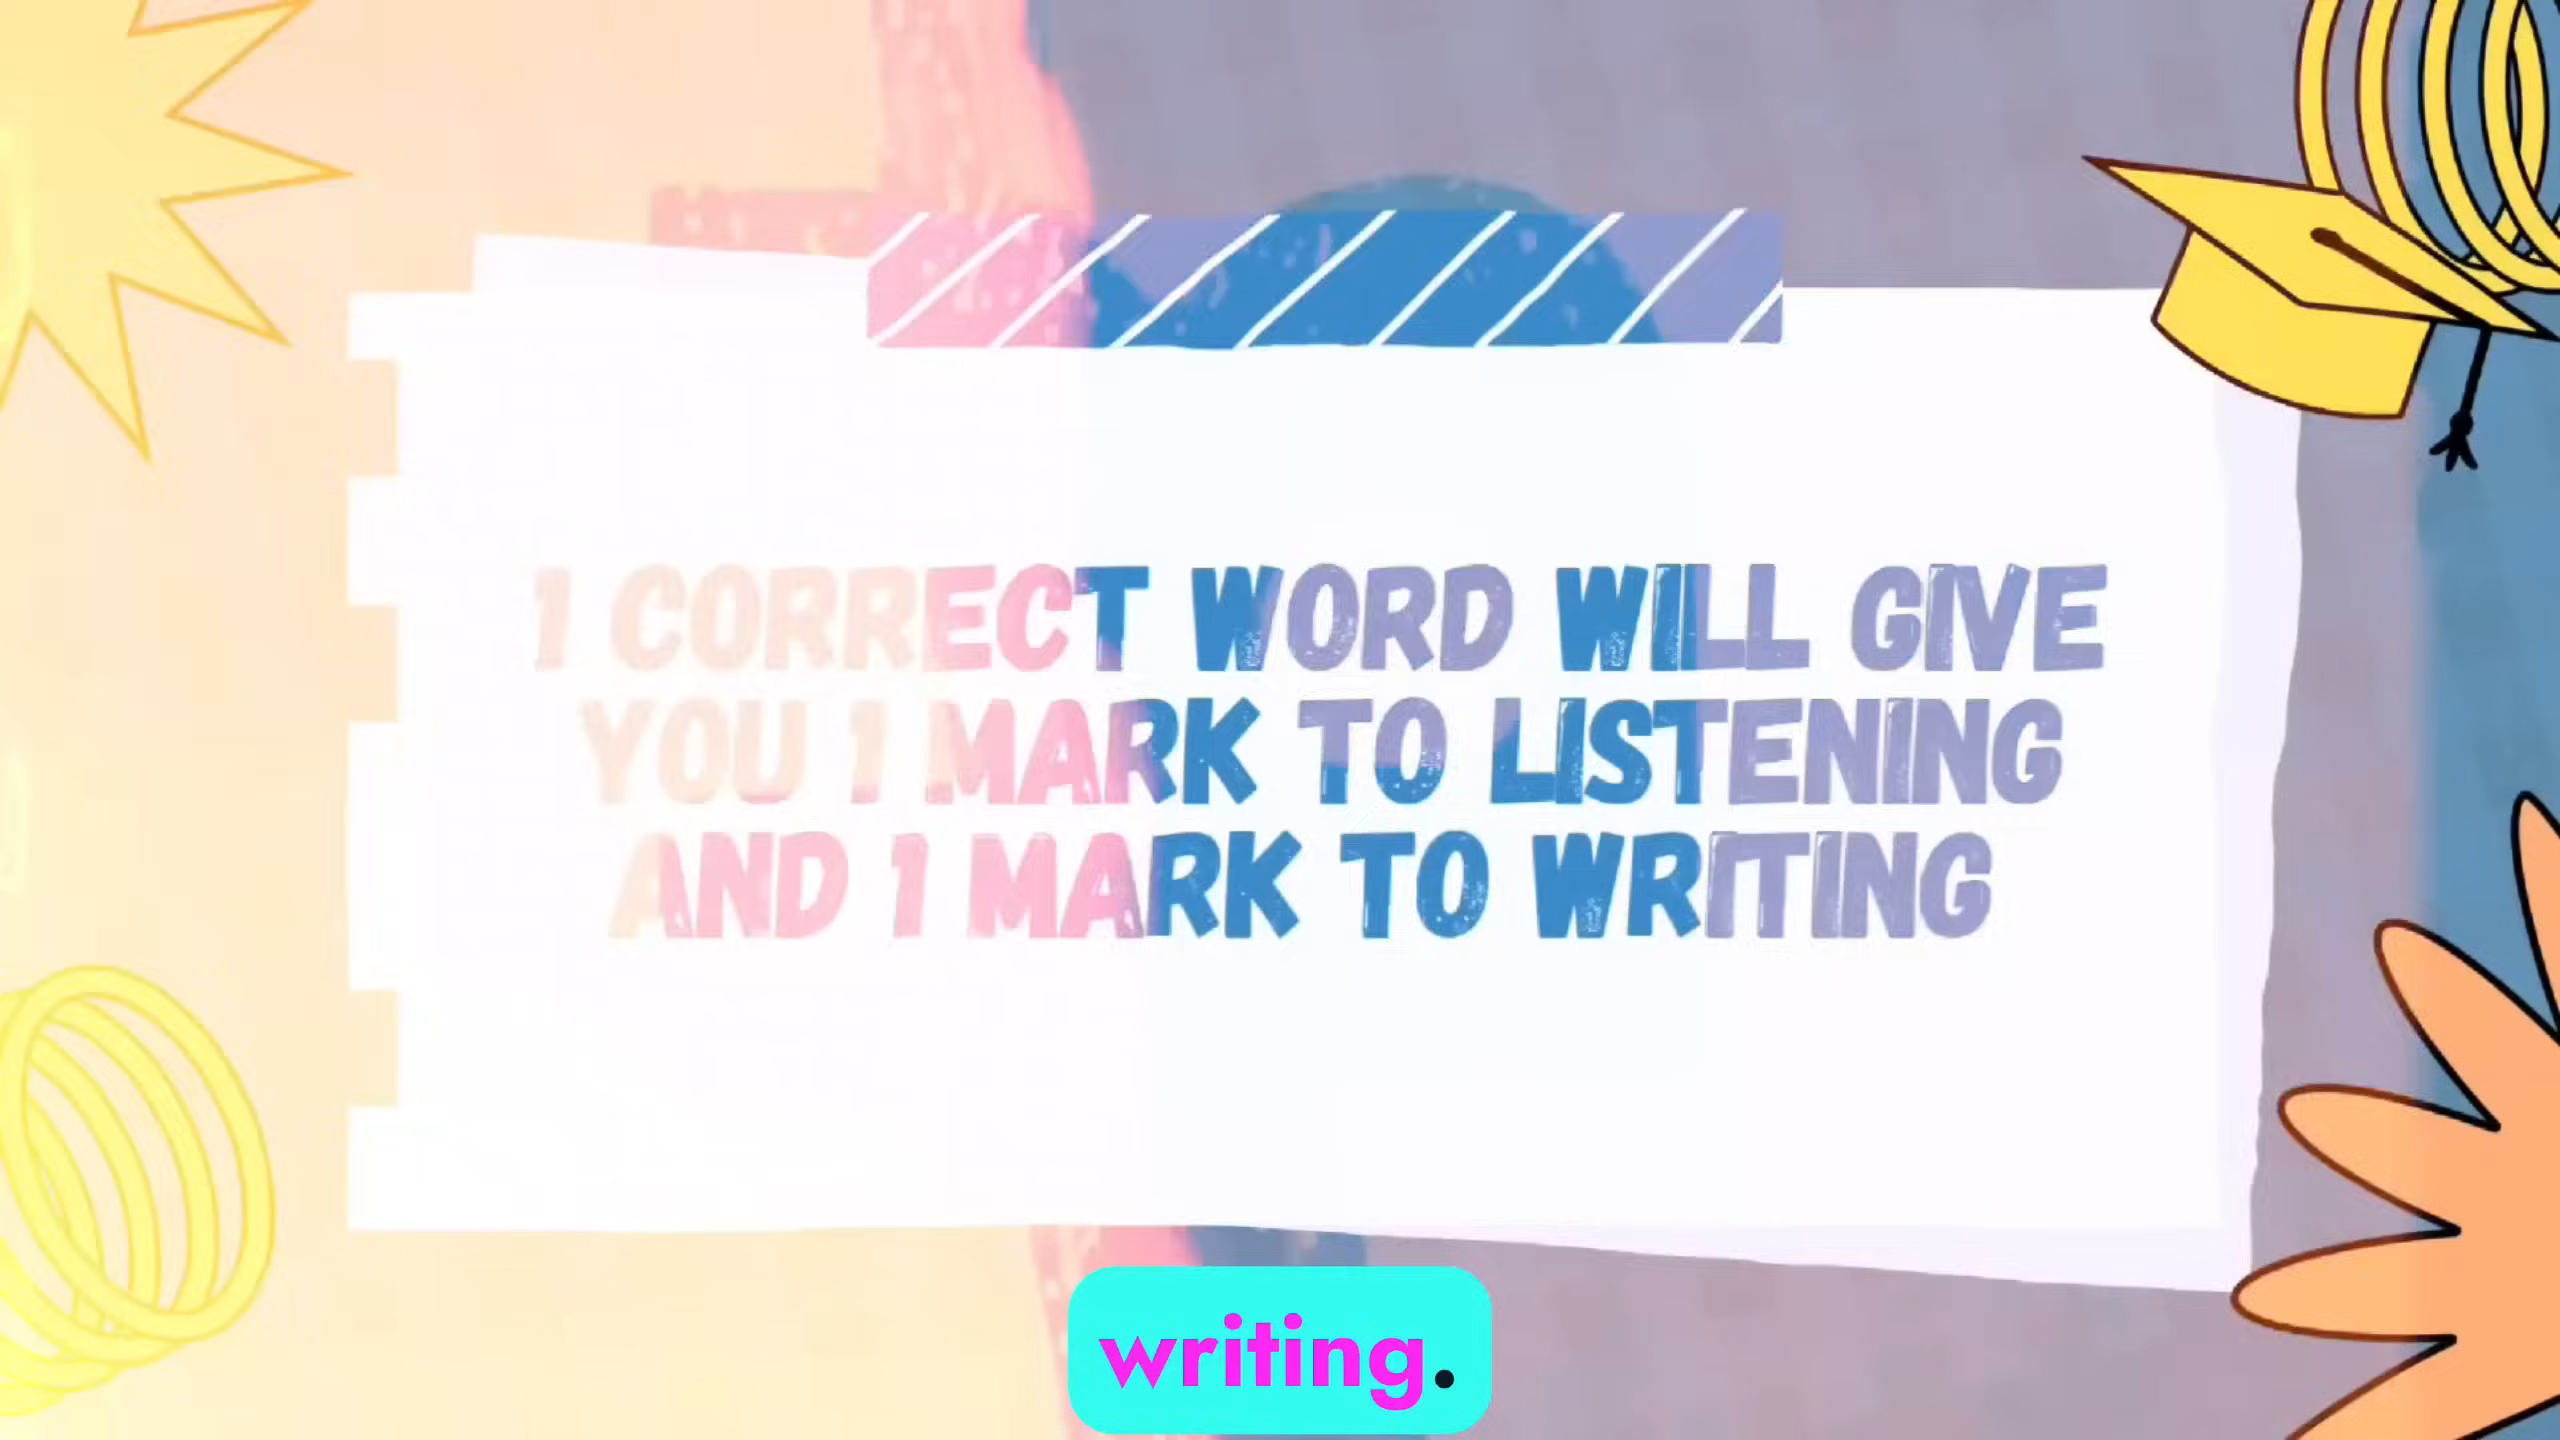 1 CORRECT WORD WILL GIVE
YOU 1 MARK TO LISTENING
AND 1 MARK TO WRITING
writing.